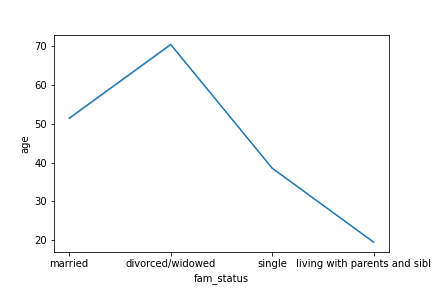 70
60
50
40
30
20
age
married divorced/widowed single living with parents and sibl
fam_status